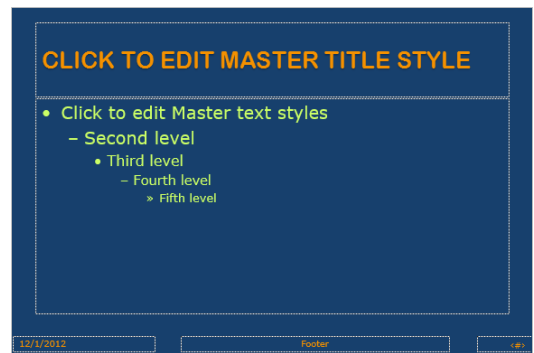 CLICK TO EDIT MASTER TITLE STYLE
• Click to edit Master text styles
– Second level
• Third level
– Fourth level
» Fifth level
12/1/2012 Footer ‹#›